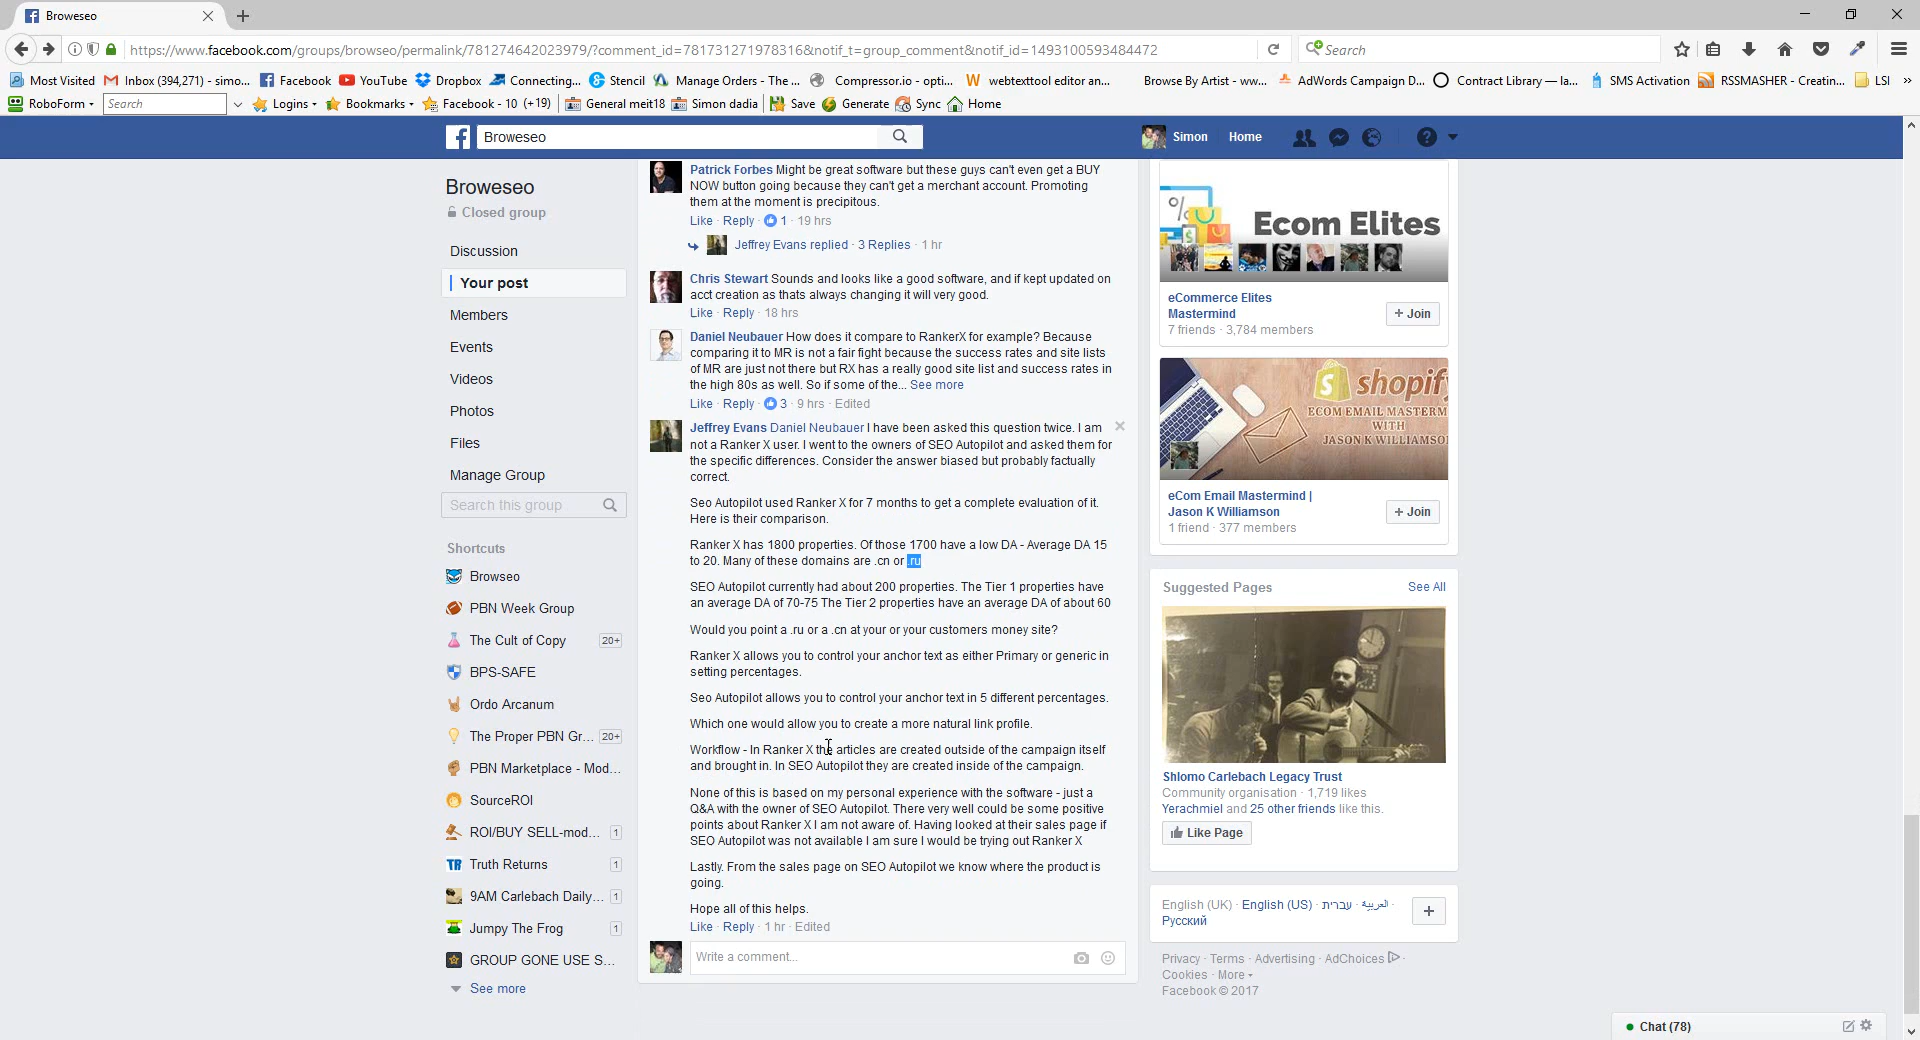 Broweseo
https://www.facebook.com/groups/browseo/permalink/781274642023979/?comment_id=781731271978316&notif_t=group_comment&notif_id=1493100593484472
Search
Most Visited
Inbox (394,271) - simo...
Facebook
YouTube
Dropbox
Connecting...
Stencil
Manage Orders - The ...
Compressor.io - opti...
webtexttool editor an...
Browse By Artist - ww...
AdWords Campaign D...
Contract Library — la...
SMS Activation
RSSMASHER - Creatin...
LSI
»
RoboForm
Search
Logins
Bookmarks
Facebook - 10 (+19)
General meit18
Simon dadia
Save
Generate
Sync
Home
Broweseo
Simon
Home
Broweseo
Closed group
Discussion
Your post
Members
Events
Videos
Photos
Files
Manage Group
Search this group
Shortcuts
Browseo
PBN Week Group
The Cult of Copy 20+
BPS-SAFE
Ordo Arcanum
The Proper PBN Gr... 20+
PBN Marketplace - Mod...
SourceROI
ROI/BUY SELL-mod... 1
TR Truth Returns 1
9AM Carlebach Daily... 1
Jumpy The Frog 1
GROUP GONE USE S...
See more
Patrick Forbes Might be great software but these guys can't even get a BUY
NOW button going because they can't get a merchant account. Promoting
them at the moment is precipitous.
Like · Reply · 1 · 19 hrs
Jeffrey Evans replied · 3 Replies · 1 hr
Chris Stewart Sounds and looks like a good software, and if kept updated on
acct creation as thats always changing it will very good.
Like · Reply · 18 hrs
Daniel Neubauer How does it compare to RankerX for example? Because
comparing it to MR is not a fair fight because the success rates and site lists
of MR are just not there but RX has a really good site list and success rates in
the high 80s as well. So if some of the... See more
Like · Reply · 3 · 9 hrs · Edited
Jeffrey Evans Daniel Neubauer I have been asked this question twice. I am
not a Ranker X user. I went to the owners of SEO Autopilot and asked them for
the specific differences. Consider the answer biased but probably factually
correct.
Seo Autopilot used Ranker X for 7 months to get a complete evaluation of it.
Here is their comparison.
Ranker X has 1800 properties. Of those 1700 have a low DA - Average DA 15
to 20. Many of these domains are .cn or .ru
SEO Autopilot currently had about 200 properties. The Tier 1 properties have
an average DA of 70-75 The Tier 2 properties have an average DA of about 60
Would you point a .ru or a .cn at your or your customers money site?
Ranker X allows you to control your anchor text as either Primary or generic in
setting percentages.
Seo Autopilot allows you to control your anchor text in 5 different percentages.
Which one would allow you to create a more natural link profile.
Workflow - In Ranker X the articles are created outside of the campaign itself
and brought in. In SEO Autopilot they are created inside of the campaign.
None of this is based on my personal experience with the software - just a
Q&A with the owner of SEO Autopilot. There very well could be some positive
points about Ranker X I am not aware of. Having looked at their sales page if
SEO Autopilot was not available I am sure I would be trying out Ranker X
Lastly. From the sales page on SEO Autopilot we know where the product is
going.
Hope all of this helps.
Like · Reply · 1 hr · Edited
Write a comment...
Ecom Elites
eCommerce Elites
Mastermind
7 friends · 3,784 members
+ Join
shopify
ECOM EMAIL MASTERM
WITH
JASON K WILLIAMSO
eCom Email Mastermind |
Jason K Williamson
1 friend · 377 members
+ Join
Suggested Pages
See All
Shlomo Carlebach Legacy Trust
Community organisation · 1,719 likes
Yerachmiel and 25 other friends like this.
Like Page
English (UK) · English (US) · עברית · العربية ·
Русский
+
Privacy · Terms · Advertising · AdChoices ·
Cookies · More
Facebook © 2017
Chat (78)